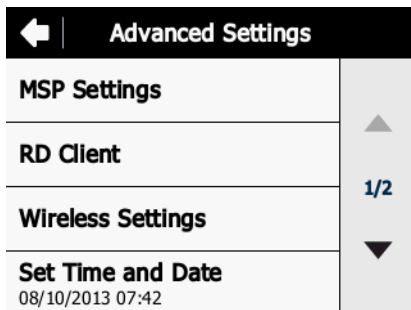 Advanced Settings
MSP Settings
RD Client
1/2
Wireless Settings
Set Time and Date
08/10/2013 07:42